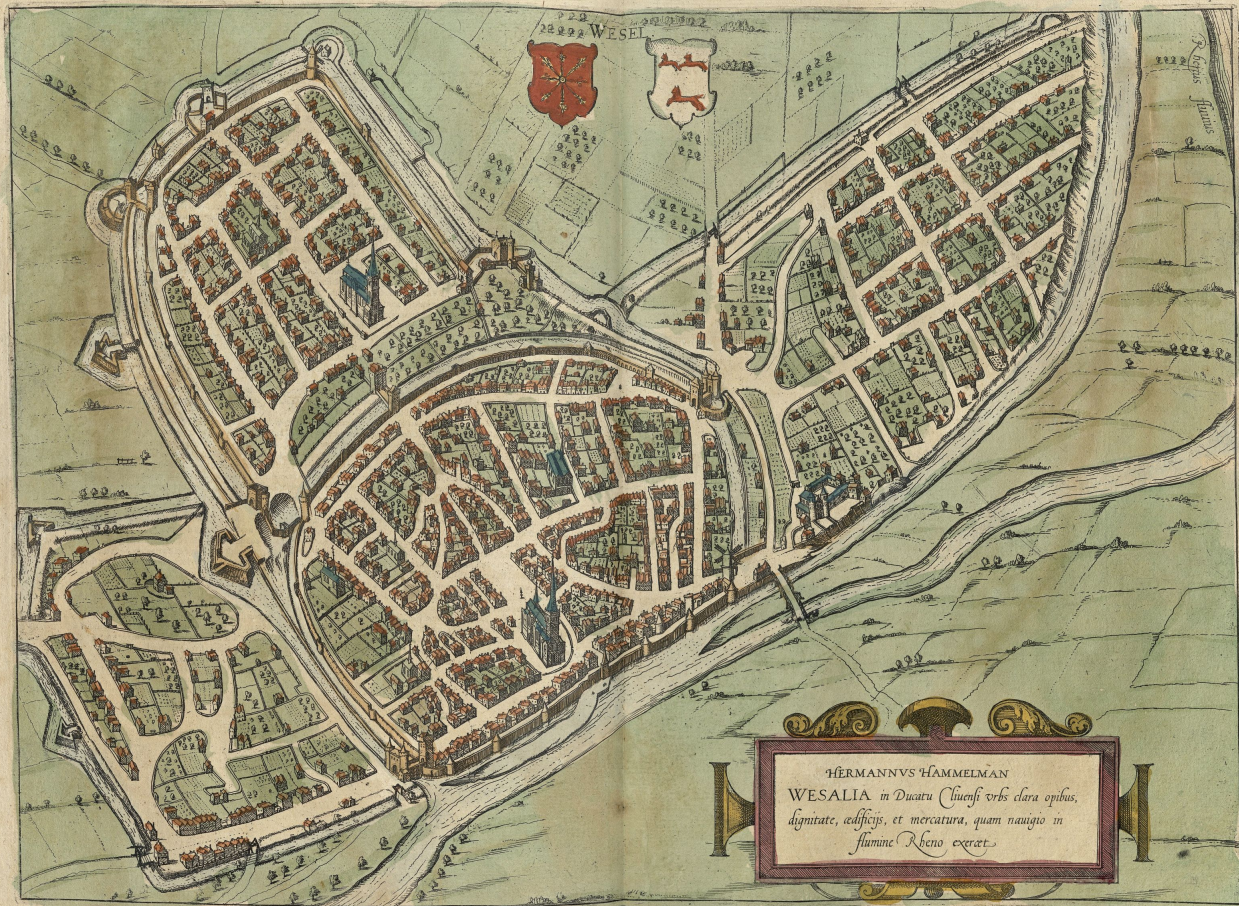 WESEL
Rhenus fluuius
HERMANNVS HAMMELMAN
WESALIA in Ducatu Cliuensi vrbs clara opibus,
dignitate, ædificijs, et mercatura, quam nauigio in
flumine Rheno exercet